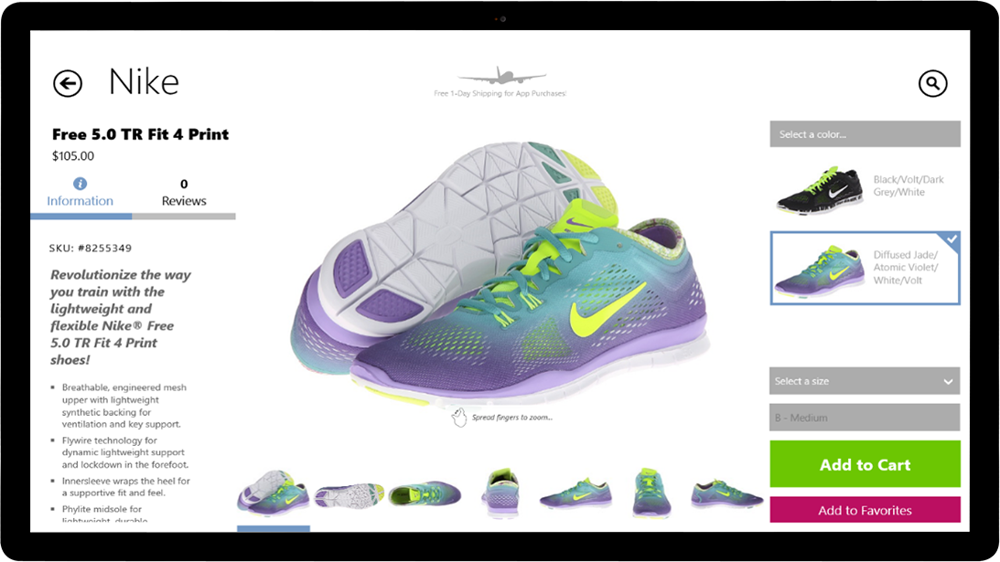 Nike
Free 1-Day Shipping for App Purchases!
Free 5.0 TR Fit 4 Print
$105.00
i
Information
0
Reviews
SKU: #8255349
Revolutionize the way
you train with the
lightweight and
flexible Nike® Free
5.0 TR Fit 4 Print
shoes!
▪ Breathable, engineered mesh
upper with lightweight
synthetic backing for
ventilation and key support.
▪ Flywire technology for
dynamic lightweight support
and lockdown in the forefoot.
▪ Innersleeve wraps the heel for
a supportive fit and feel.
▪ Phylite midsole for
lightweight, durable
Spread fingers to zoom...
Select a color...
Black/Volt/Dark
Grey/White
Diffused Jade/
Atomic Violet/
White/Volt
Select a size
B - Medium
Add to Cart
Add to Favorites